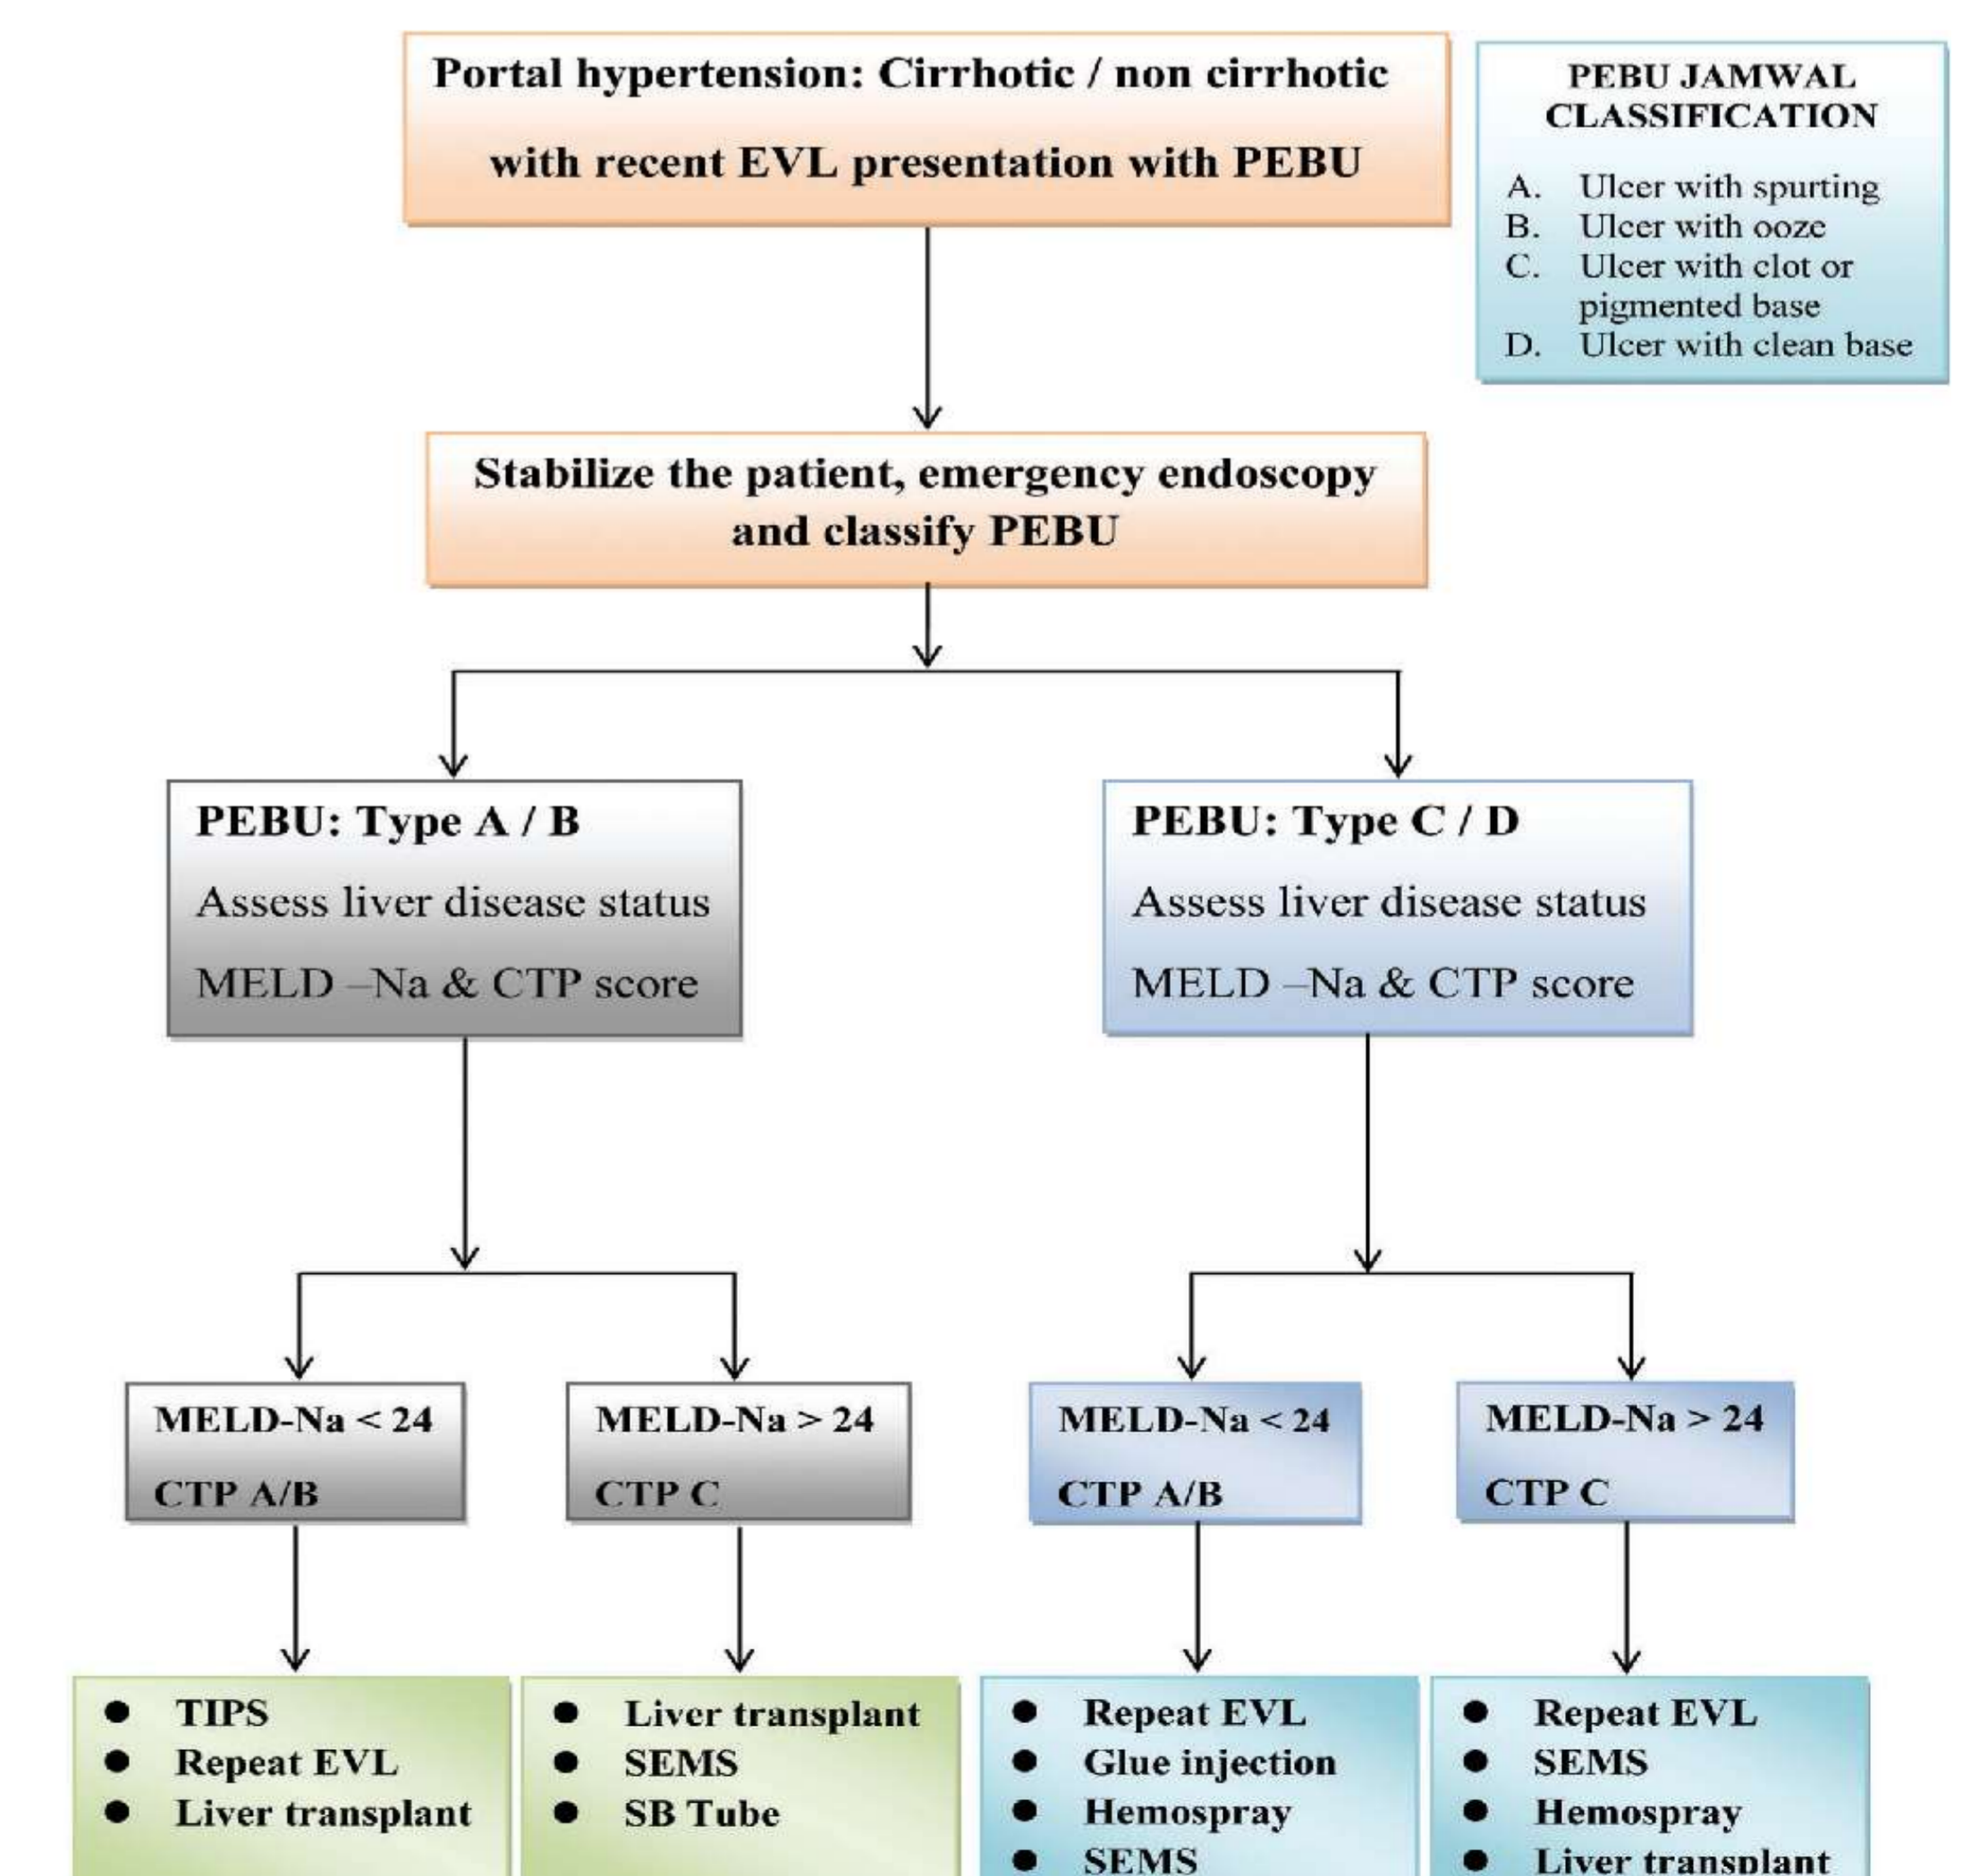 Portal hypertension: Cirrhotic / non cirrhotic
with recent EVL presentation with PEBU
PEBU JAMWAL
CLASSIFICATION
A. Ulcer with spurting
B. Ulcer with ooze
C. Ulcer with clot or
pigmented base
D. Ulcer with clean base
Stabilize the patient, emergency endoscopy
and classify PEBU
PEBU: Type A / B
Assess liver disease status
MELD –Na & CTP score
PEBU: Type C / D
Assess liver disease status
MELD –Na & CTP score
MELD-Na < 24
CTP A/B
MELD-Na > 24
CTP C
MELD-Na < 24
CTP A/B
MELD-Na > 24
CTP C
● TIPS
● Repeat EVL
● Liver transplant
● Liver transplant
● SEMS
● SB Tube
● Repeat EVL
● Glue injection
● Hemospray
● SEMS
● Repeat EVL
● SEMS
● Hemospray
● Liver transplant